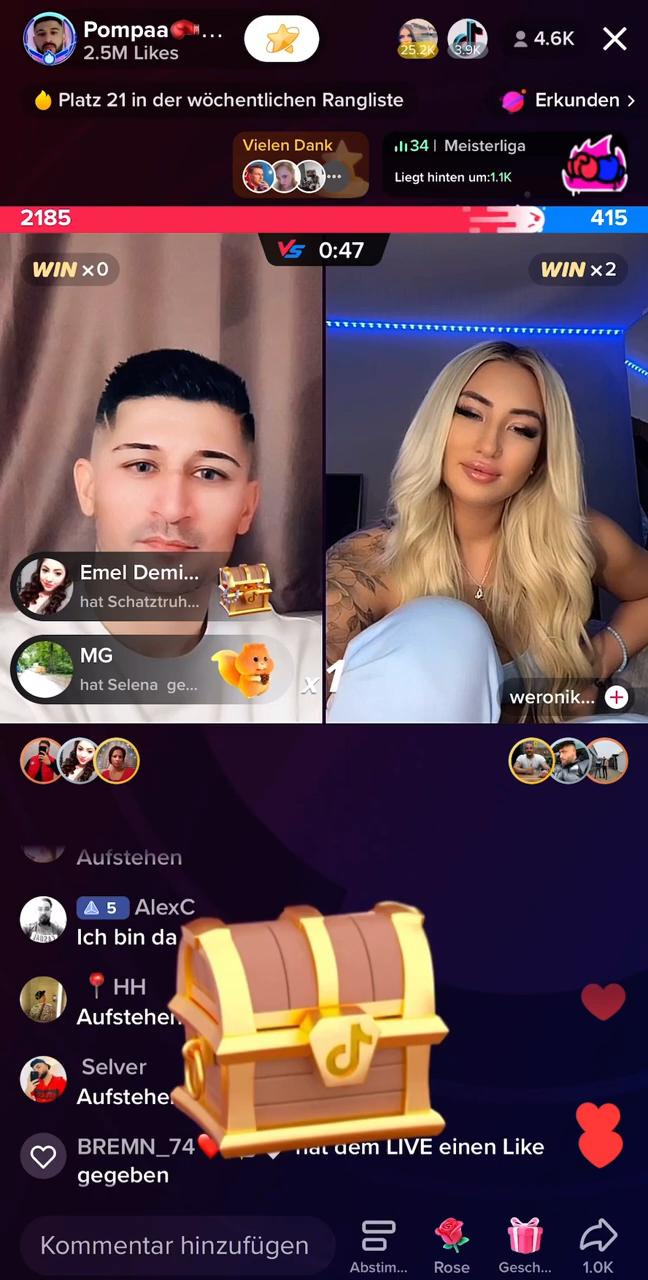 Pompaa🥊...
2.5M Likes
25.2K
3.9K
4.6K
Platz 21 in der wöchentlichen Rangliste
Erkunden >
Vielen Dank
34 | Meisterliga
Liegt hinten um:1.1K
2185
415
VS 0:47
WIN x0
WIN x2
Emel Demi...
hat Schatztruh...
MG
hat Selena ge...
x1
weronik...
Aufstehen
5 AlexC
Ich bin da
📍 HH
Aufstehen
Selver
Aufstehe
BREMN_74❤ hat dem LIVE einen Like
gegeben
Kommentar hinzufügen
Abstim...
Rose
Gesch...
1.0K